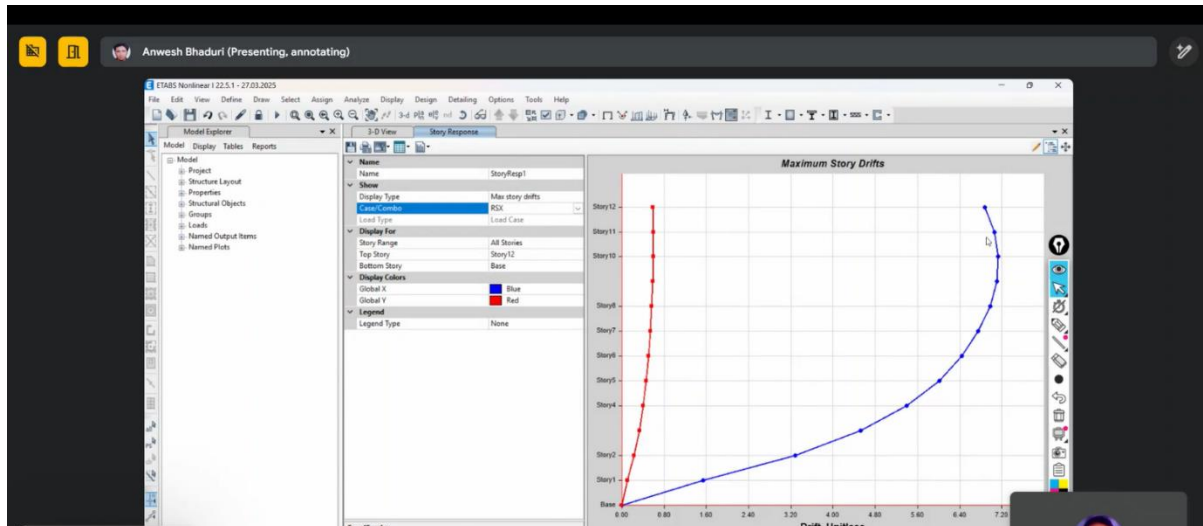 Anwesh Bhaduri (Presenting, annotating)
ETABS Nonlinear I 22.5.1 - 27.03.2025
File Edit View Define Draw Select Assign Analyze Display Design Detailing Options Tools Help
Model Explorer
3-D View Story Response
Model Display Tables Reports
Model
Project
Structure Layout
Properties
Structural Objects
Groups
Loads
Named Output Items
Named Plots
Name
Name StoryResp1
Show
Display Type Max story drifts
Case/Combo RSX
Load Type Load Case
Display For
Story Range All Stories
Top Story Story12
Bottom Story Base
Display Colors
Global X Blue
Global Y Red
Legend
Legend Type None
Maximum Story Drifts
Story12
Story11
Story10
Story8
Story7
Story6
Story5
Story4
Story2
Story1
Base
0.00 0.80 1.60 2.40 3.20 4.00 4.80 5.60 6.40 7.20
Drift, Unitless